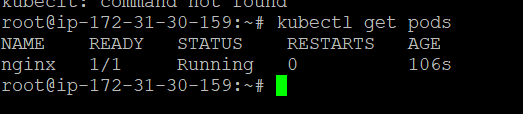 kubectl: command not found
root@ip-172-31-30-159:~# kubectl get pods
NAME    READY   STATUS    RESTARTS   AGE
nginx   1/1     Running   0          106s
root@ip-172-31-30-159:~#